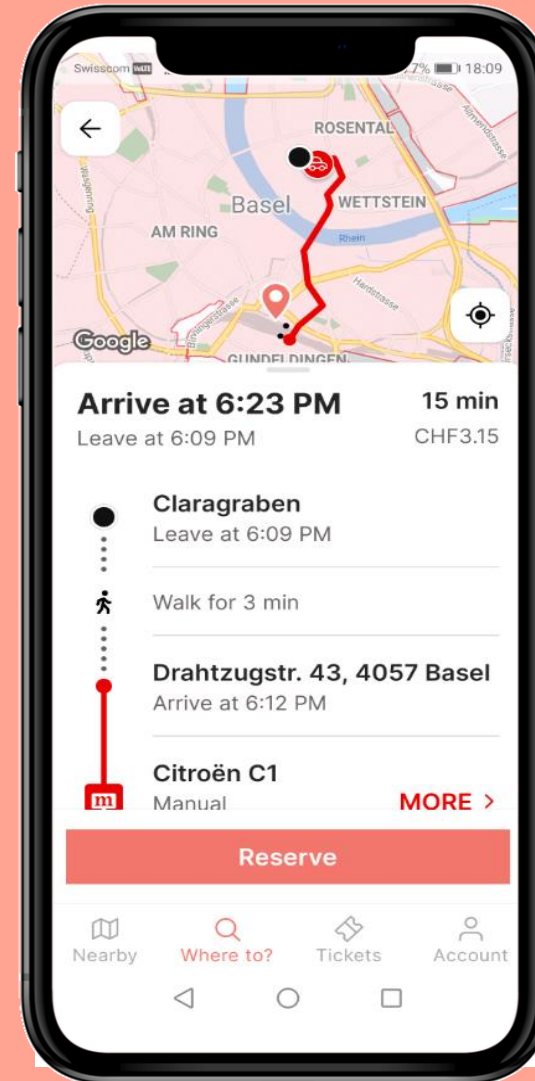 Swisscom VoLTE
7% 18:09
ROSENTAL
Basel
WETTSTEIN
AM RING
Rhein
Hardstrasse
Google
GUNDELDINGEN
Arrive at 6:23 PM 15 min
Leave at 6:09 PM CHF3.15
Claragraben
Leave at 6:09 PM
Walk for 3 min
Drahtzugstr. 43, 4057 Basel
Arrive at 6:12 PM
Citroën C1
m Manual MORE >
Reserve
Nearby Where to? Tickets Account